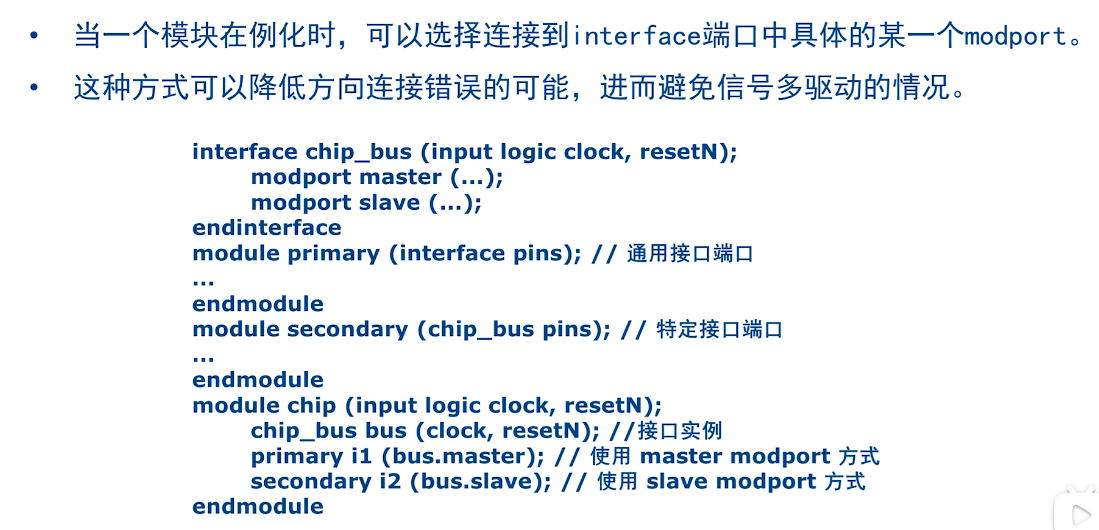 • 当一个模块在例化时，可以选择连接到interface端口中具体的某一个modport。
• 这种方式可以降低方向连接错误的可能，进而避免信号多驱动的情况。
interface chip_bus (input logic clock, resetN);
modport master (...);
modport slave (...);
endinterface
module primary (interface pins); // 通用接口端口
...
endmodule
module secondary (chip_bus pins); // 特定接口端口
...
endmodule
module chip (input logic clock, resetN);
chip_bus bus (clock, resetN); //接口实例
primary i1 (bus.master); // 使用 master modport 方式
secondary i2 (bus.slave); // 使用 slave modport 方式
endmodule